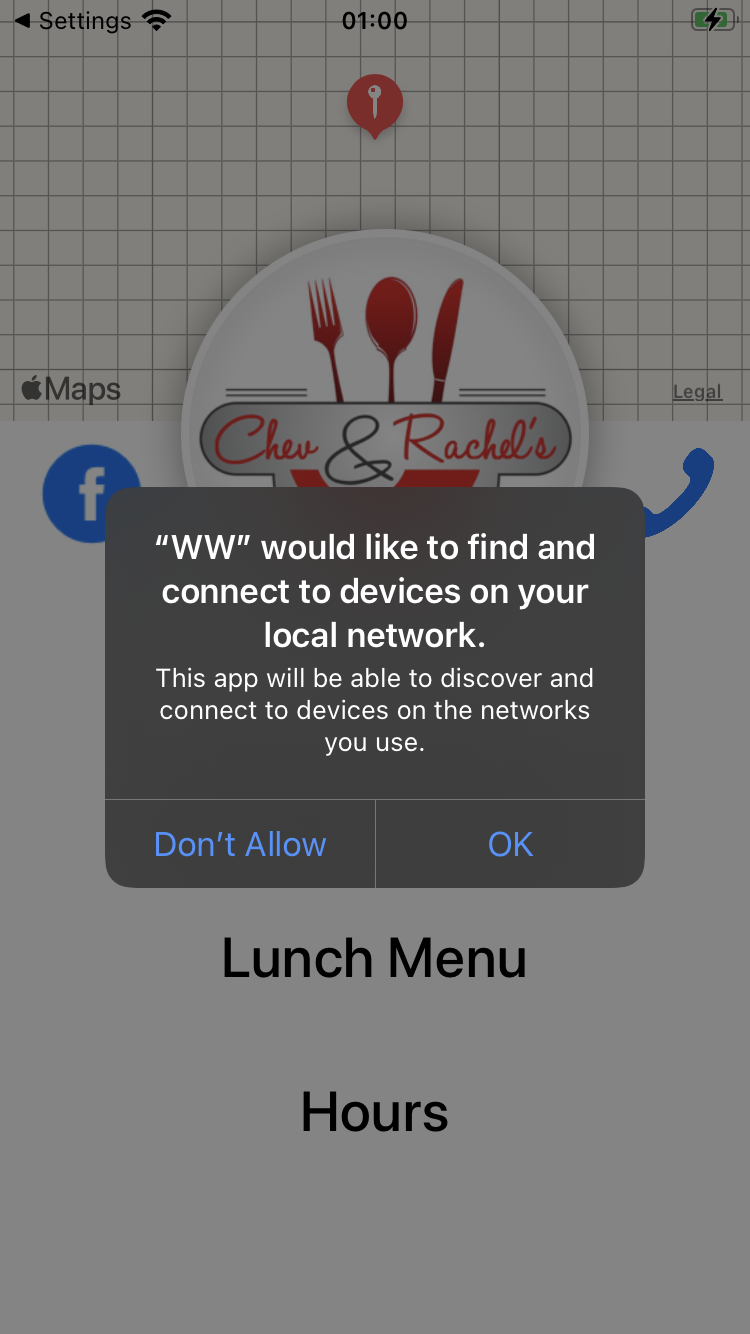 Settings
01:00
Maps
Legal
Chev & Rachel's
“WW” would like to find and
connect to devices on your
local network.
This app will be able to discover and
connect to devices on the networks
you use.
Don’t Allow
OK
Lunch Menu
Hours